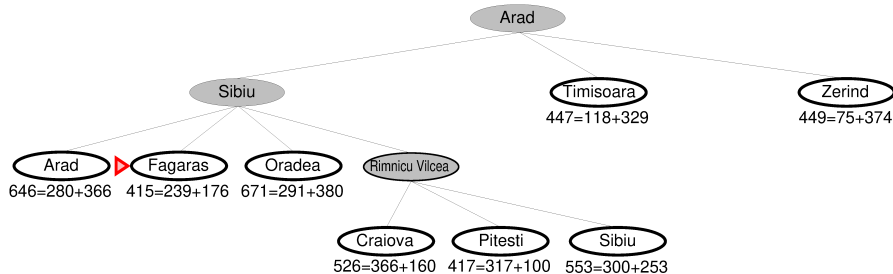 Arad
Sibiu
Timisoara
Zerind
447=118+329
449=75+374
Arad
Fagaras
Oradea
Rimnicu Vilcea
646=280+366
415=239+176
671=291+380
Craiova
Pitesti
Sibiu
526=366+160
417=317+100
553=300+253